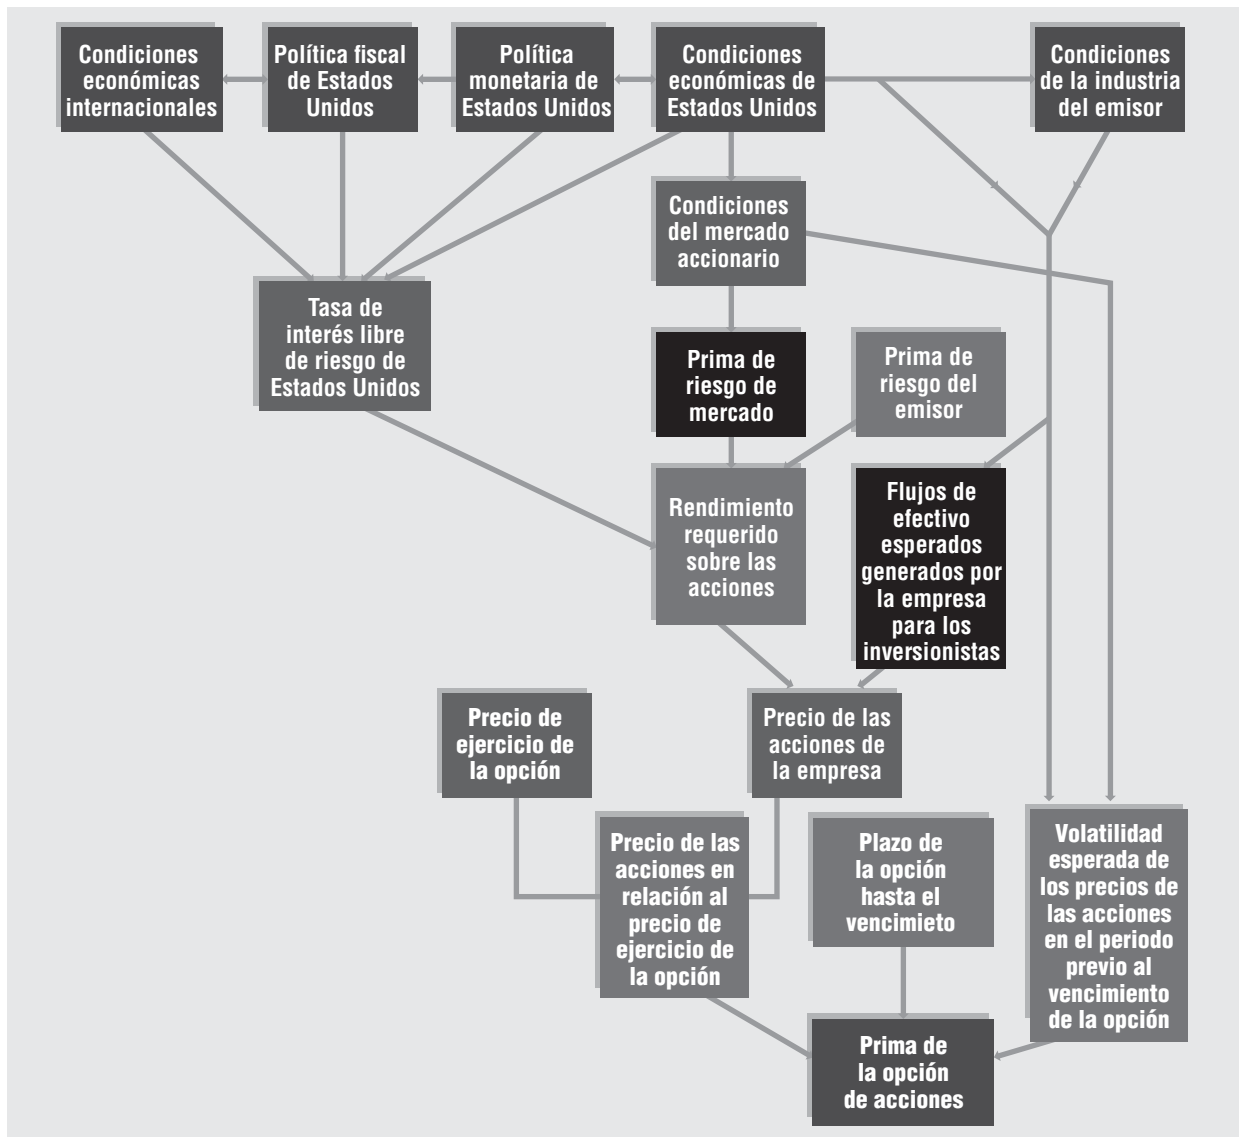 Condiciones
económicas
internacionales
Política fiscal
de Estados
Unidos
Política
monetaria de
Estados Unidos
Condiciones
económicas de
Estados Unidos
Condiciones
de la industria
del emisor
Condiciones
del mercado
accionario
Tasa de
interés libre
de riesgo de
Estados Unidos
Prima de
riesgo de
mercado
Prima de
riesgo del
emisor
Rendimiento
requerido
sobre las
acciones
Flujos de
efectivo
esperados
generados por
la empresa
para los
inversionistas
Precio de
ejercicio de
la opción
Precio de las
acciones de
la empresa
Precio de las
acciones en
relación al
precio de
ejercicio de
la opción
Plazo de
la opción
hasta el
vencimieto
Volatilidad
esperada de
los precios de
las acciones
en el periodo
previo al
vencimiento
de la opción
Prima de
la opción
de acciones